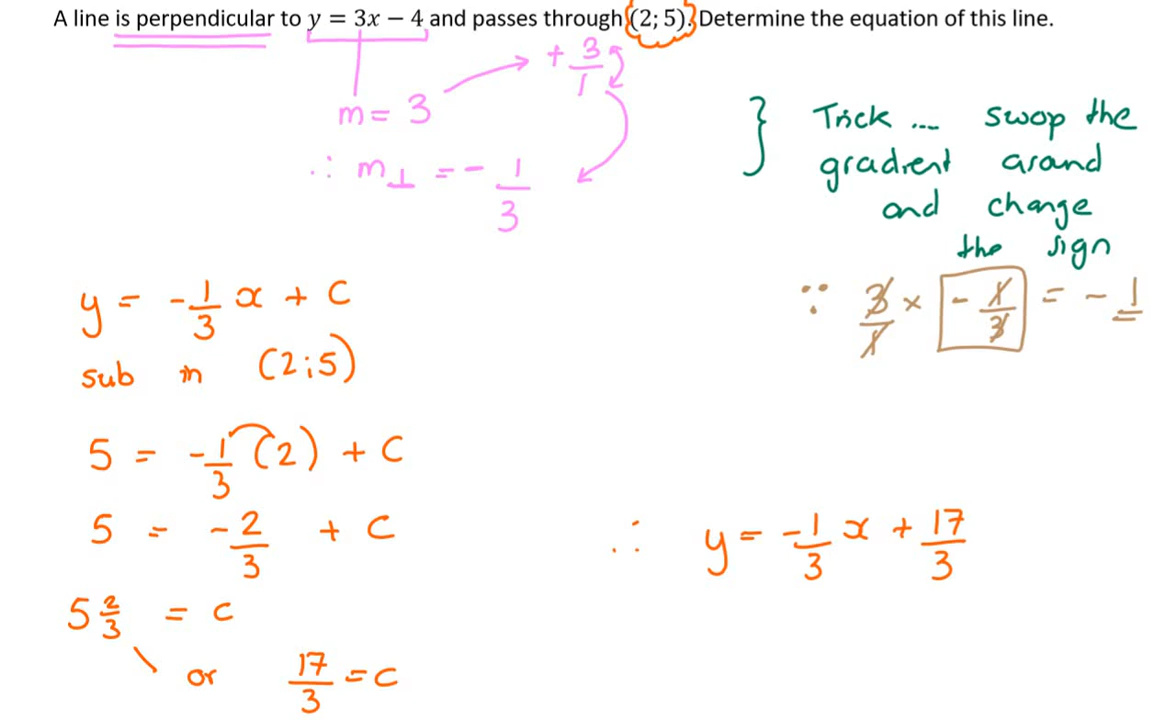 A line is perpendicular to y = 3x − 4 and passes through (2; 5). Determine the equation of this line.
m = 3 → + 3/1
∴ m⊥ = - 1/3
} Trick ... swop the
gradient around
and change
the sign
∵ 3/1 × - 1/3 = - 1
y = - 1/3 x + C
sub in (2;5)
5 = - 1/3 (2) + C
5 = - 2/3 + C
5 2/3 = C
or 17/3 = C
∴ y = - 1/3 x + 17/3